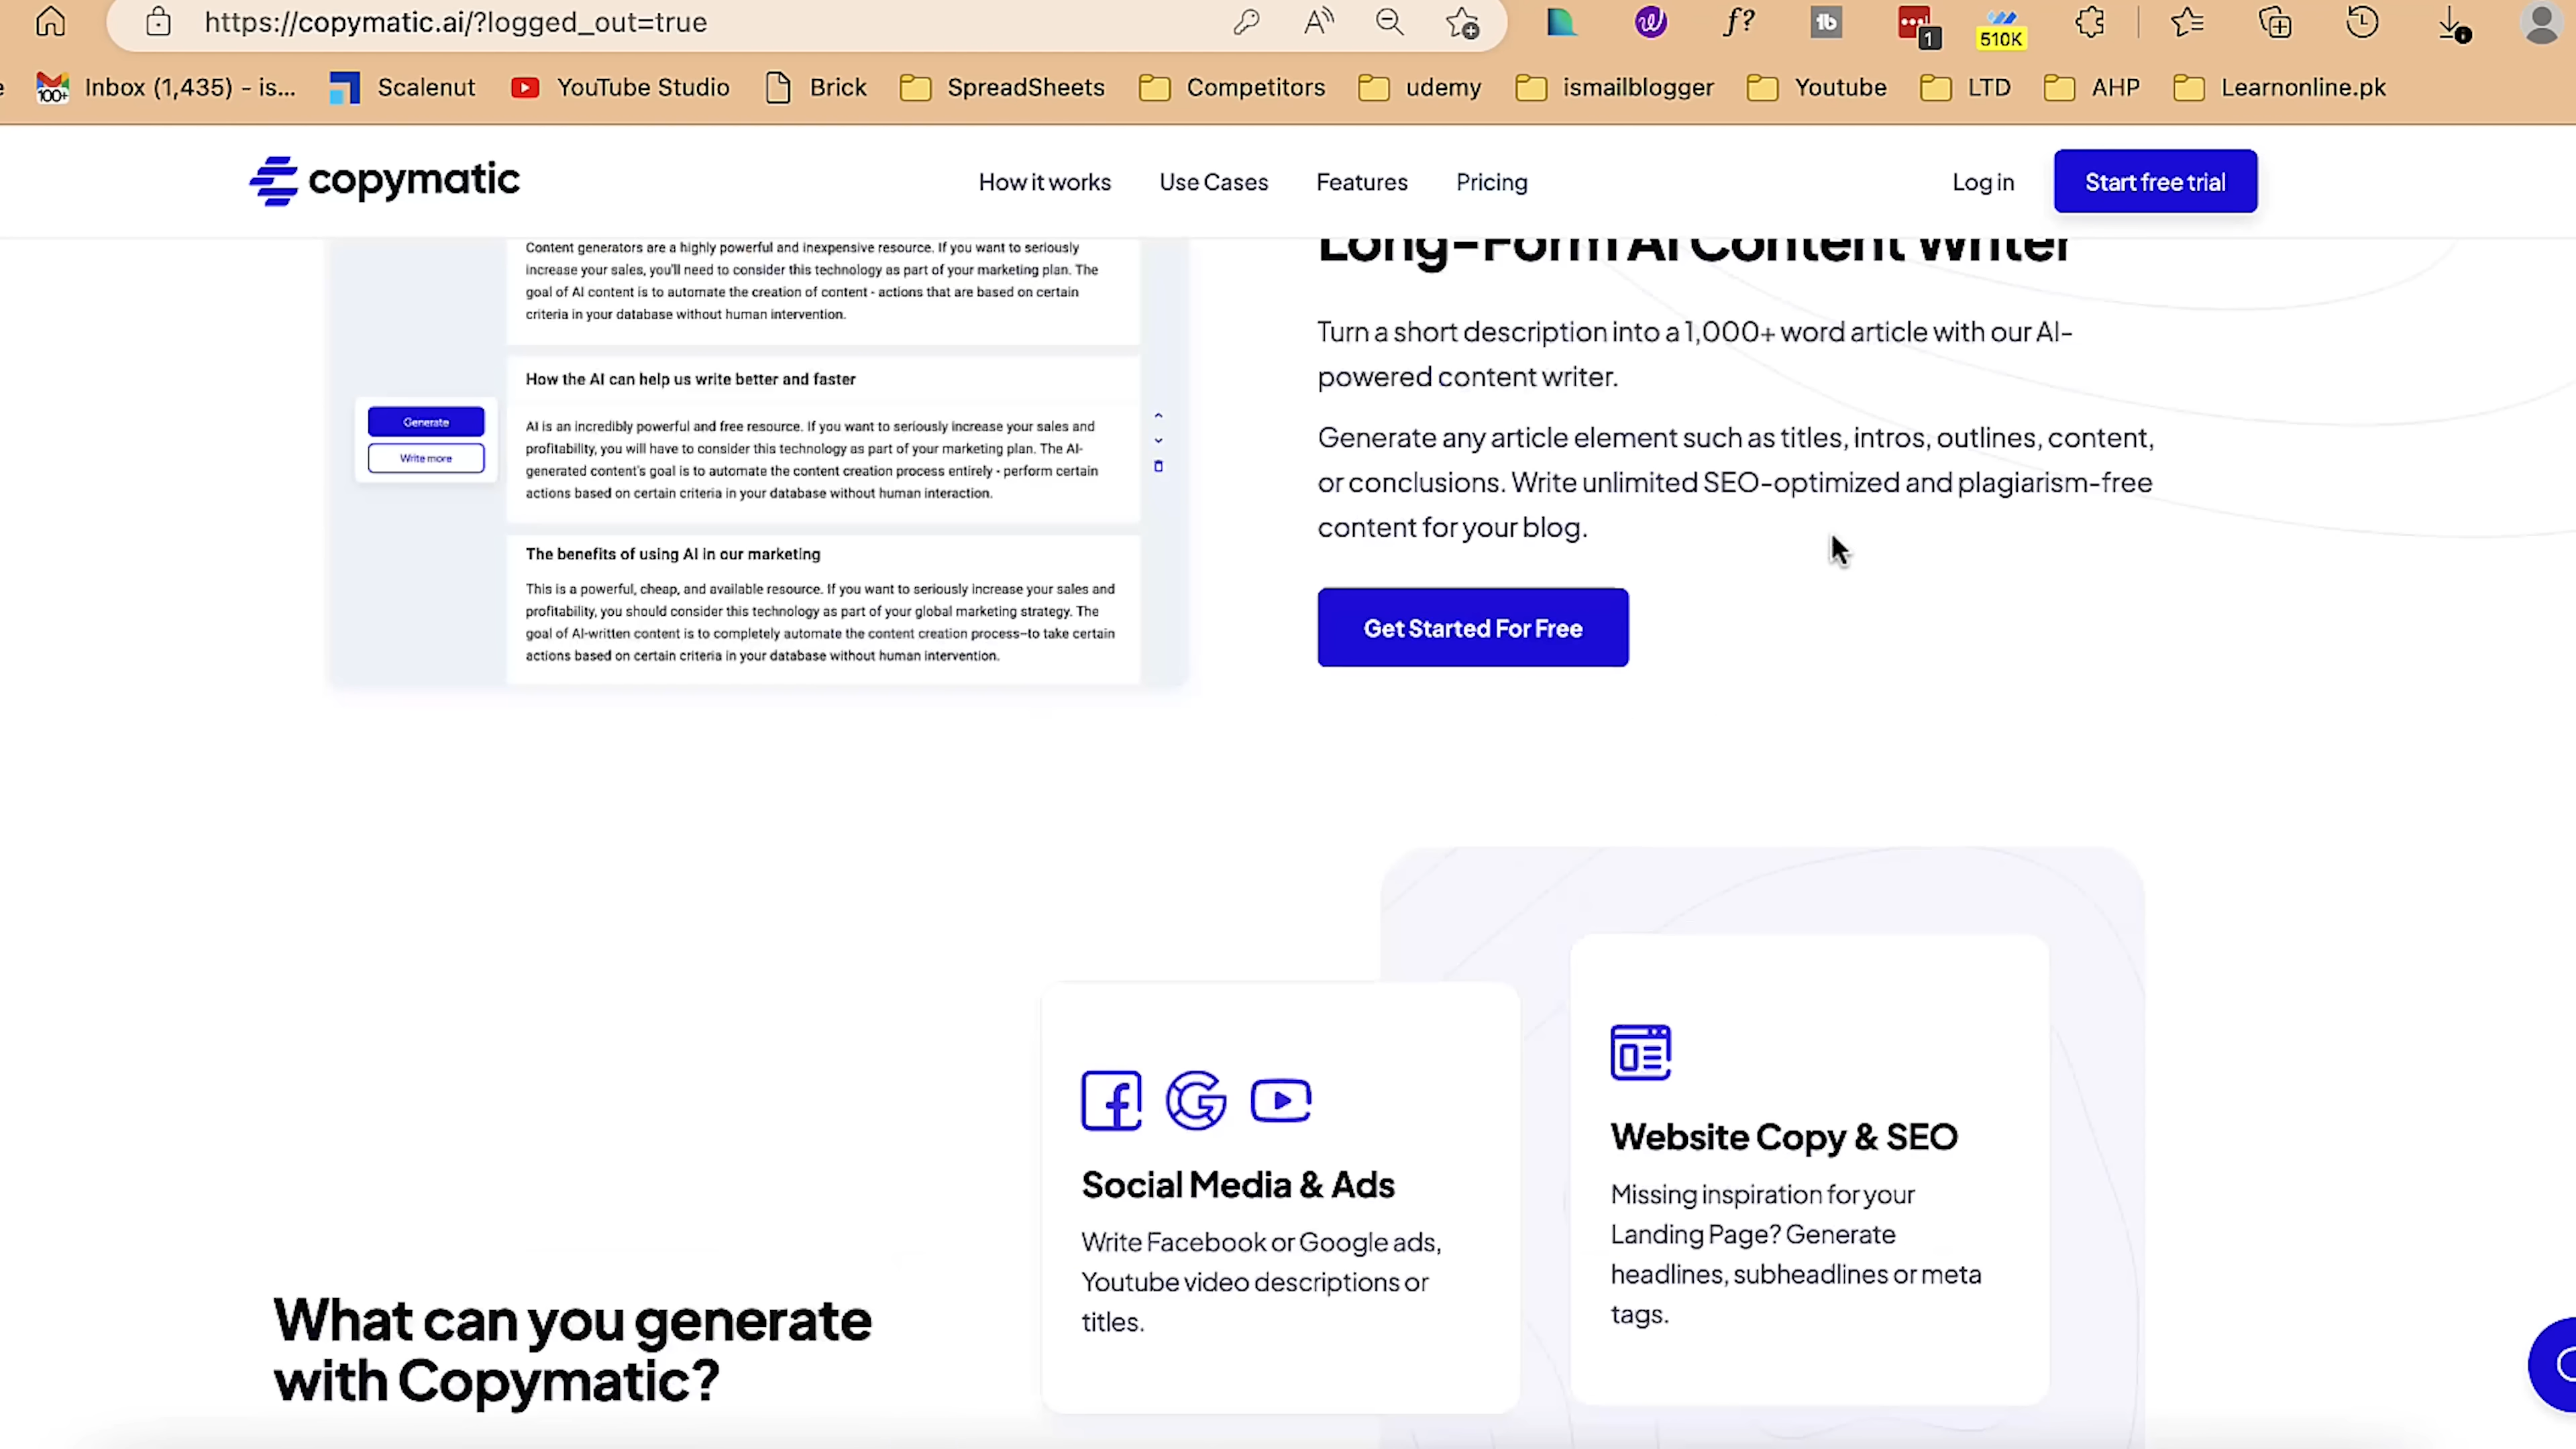 https://copymatic.ai/?logged_out=true
A
f?
tb
1
510K
100+
Inbox (1,435) - is...
Scalenut
YouTube Studio
Brick
SpreadSheets
Competitors
udemy
ismailblogger
Youtube
LTD
AHP
Learnonline.pk
copymatic
How it works
Use Cases
Features
Pricing
Log in
Start free trial
Content generators are a highly powerful and inexpensive resource. If you want to seriously
increase your sales, you'll need to consider this technology as part of your marketing plan. The
goal of AI content is to automate the creation of content - actions that are based on certain
criteria in your database without human intervention.
How the AI can help us write better and faster
Generate
Write more
AI is an incredibly powerful and free resource. If you want to seriously increase your sales and
profitability, you will have to consider this technology as part of your marketing plan. The AI-
generated content's goal is to automate the content creation process entirely - perform certain
actions based on certain criteria in your database without human interaction.
The benefits of using AI in our marketing
This is a powerful, cheap, and available resource. If you want to seriously increase your sales and
profitability, you should consider this technology as part of your global marketing strategy. The
goal of AI-written content is to completely automate the content creation process–to take certain
actions based on certain criteria in your database without human intervention.
Long-Form AI Content Writer
Turn a short description into a 1,000+ word article with our AI-
powered content writer.
Generate any article element such as titles, intros, outlines, content,
or conclusions. Write unlimited SEO-optimized and plagiarism-free
content for your blog.
Get Started For Free
What can you generate
with Copymatic?
Social Media & Ads
Write Facebook or Google ads,
Youtube video descriptions or
titles.
Website Copy & SEO
Missing inspiration for your
Landing Page? Generate
headlines, subheadlines or meta
tags.